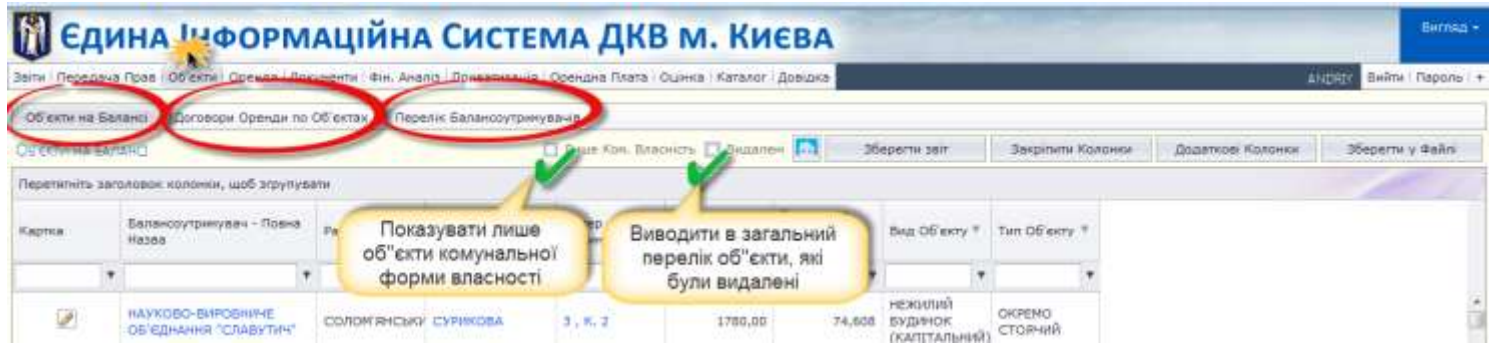 Єдина Інформаційна Система ДКВ м. Києва
Вигляд
Звіти Передача Прав Об'єкти Оренда Документи Фін. Аналіз Приватизація Орендна Плата Оцінка Каталог Довідка ANDRIY Вийти Пароль +
Об'єкти на Балансі Договори Оренди по Об'єктах Перелік Балансоутримувачів
Об'єкти на Балансі Лише Ком. Власність Видалені Зберегти звіт Закріпити Колонки Додаткові Колонки Зберегти у Файлі
Перетягніть заголовок колонки, щоб згрупувати
Картка Балансоутримувач - Повна Назва Вид Об'єкту Тип Об'єкту
Показувати лише
об"єкти комунальної
форми власності
Виводити в загальний
перелік об"єкти, які
були видалені
НАУКОВО-ВИРОБНИЧЕ ОБ'ЄДНАННЯ "СЛАВУТИЧ" СОЛОМ'ЯНСЬКИ СУРИКОВА 3 , К. 2 1780,00 74,608 НЕЖИЛИЙ БУДИНОК (КАПІТАЛЬНИЙ) ОКРЕМО СТОЯЧИЙ